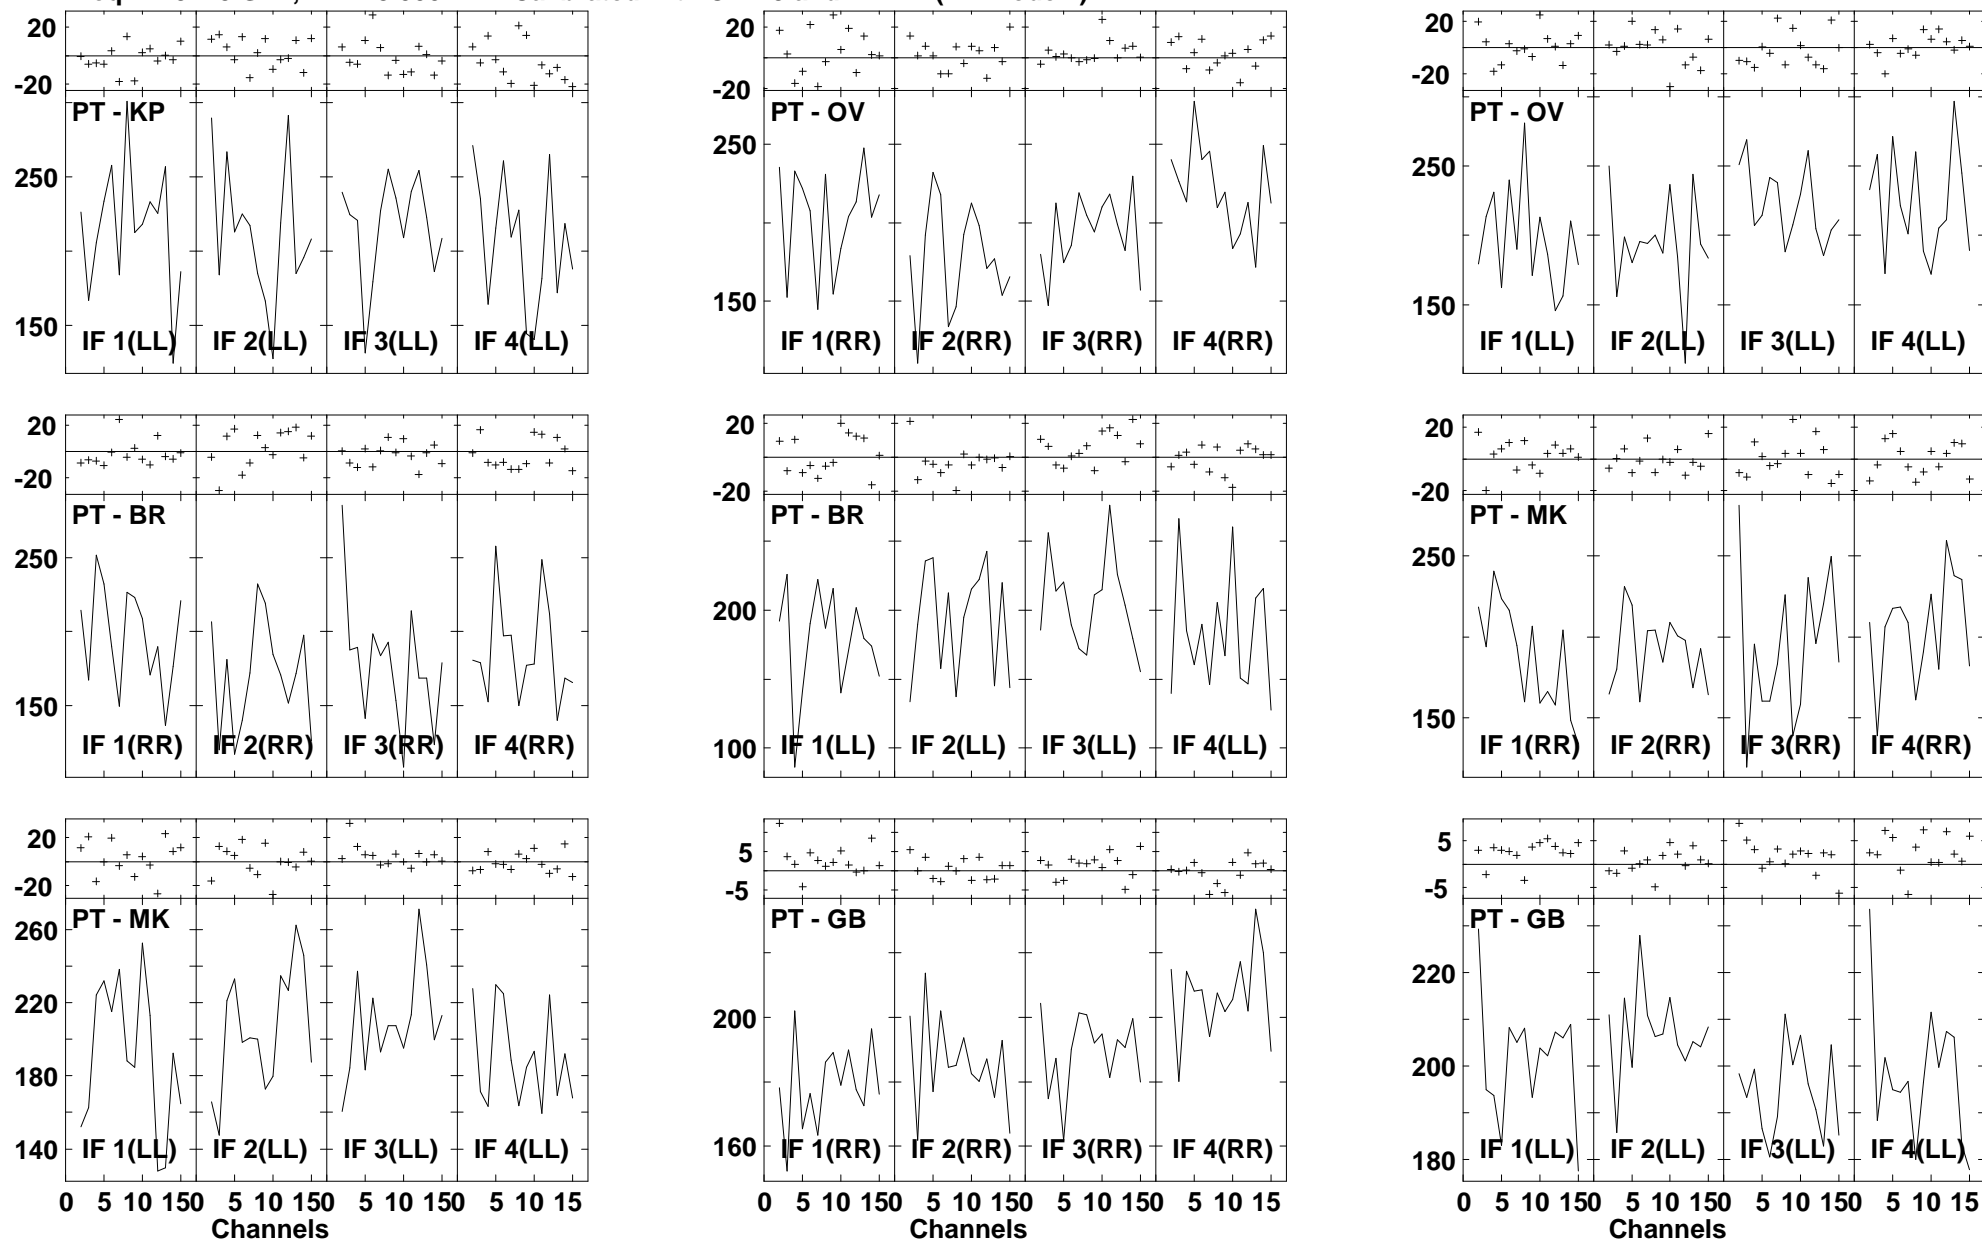 20 20 20
-20 -20 -20
PT - KP PT - OV PT - OV
250 250 250
150 150 150
IF 1(LL) IF 2(LL) IF 3(LL) IF 4(LL) IF 1(RR) IF 2(RR) IF 3(RR) IF 4(RR) IF 1(LL) IF 2(LL) IF 3(LL) IF 4(LL)
20 20 20
-20 -20 -20
PT - BR PT - BR PT - MK
250 200 250
150 100 150
IF 1(RR) IF 2(RR) IF 3(RR) IF 4(RR) IF 1(LL) IF 2(LL) IF 3(LL) IF 4(LL) IF 1(RR) IF 2(RR) IF 3(RR) IF 4(RR)
20 5 5
-20 -5 -5
PT - MK PT - GB PT - GB
260 220
220 200 200
180
140 160 180
IF 1(LL) IF 2(LL) IF 3(LL) IF 4(LL) IF 1(RR) IF 2(RR) IF 3(RR) IF 4(RR) IF 1(LL) IF 2(LL) IF 3(LL) IF 4(LL)
0 5 10 150 5 10 150 5 10 150 5 10 15 0 5 10 150 5 10 150 5 10 150 5 10 15 0 5 10 150 5 10 150 5 10 150 5 10 15
Channels Channels Channels